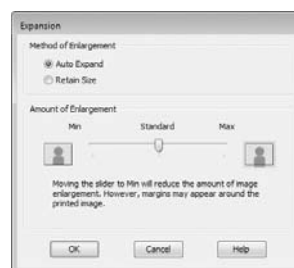 Expansion
Method of Enlargement
Auto Expand
Retain Size
Amount of Enlargement
Min Standard Max
Moving the slider to Min will reduce the amount of image
enlargement. However, margins may appear around the
printed image.
OK Cancel Help